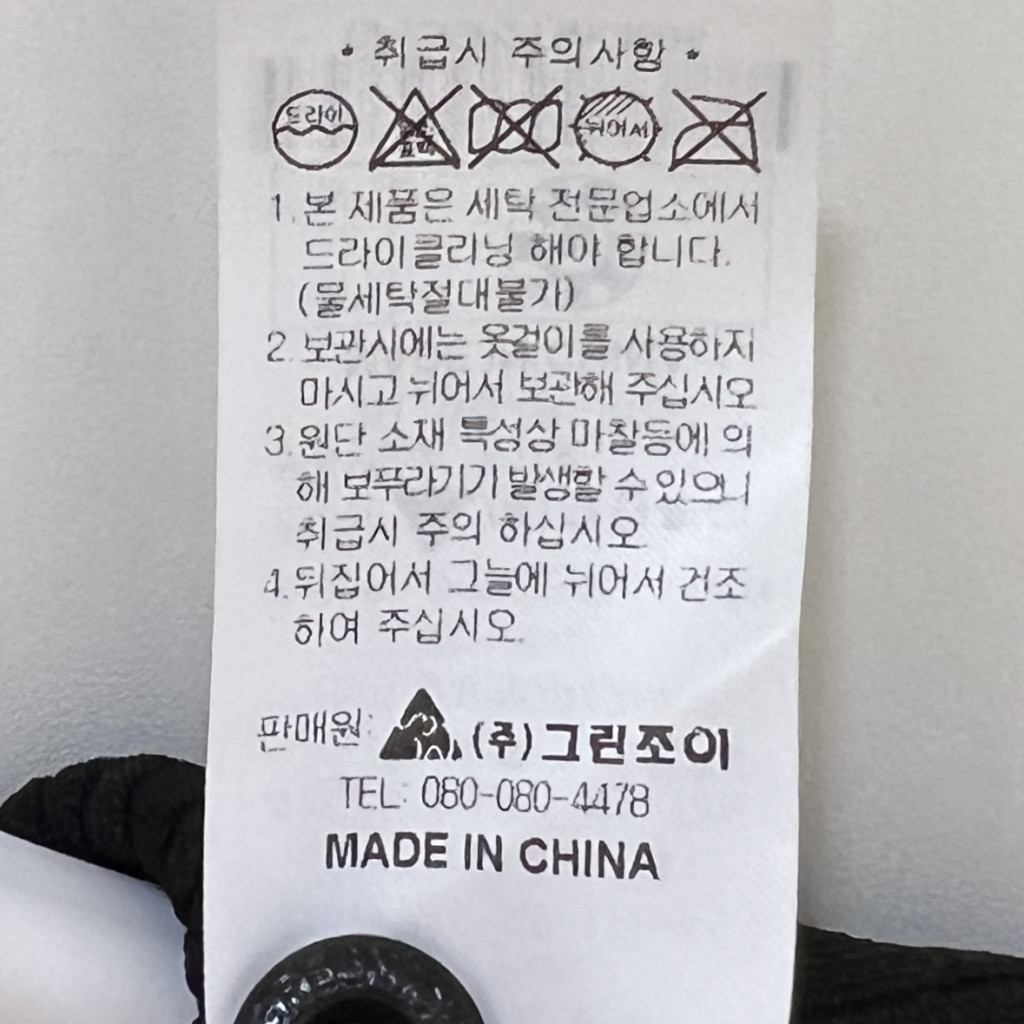 • 취급시 주의사항 •
드라이 표백 뉘어서
1. 본 제품은 세탁 전문업소에서
드라이클리닝 해야 합니다.
(물세탁절대불가)
2. 보관시에는 옷걸이를 사용하지
마시고 뉘어서 보관해 주십시오
3. 원단 소재 특성상 마찰등에 의
해 보푸라기기 발생할 수 있으니
취급시 주의 하십시오
4. 뒤집어서 그늘에 뉘어서 건조
하여 주십시오.
판매원: (주)그린조이
TEL: 080-080-4478
MADE IN CHINA